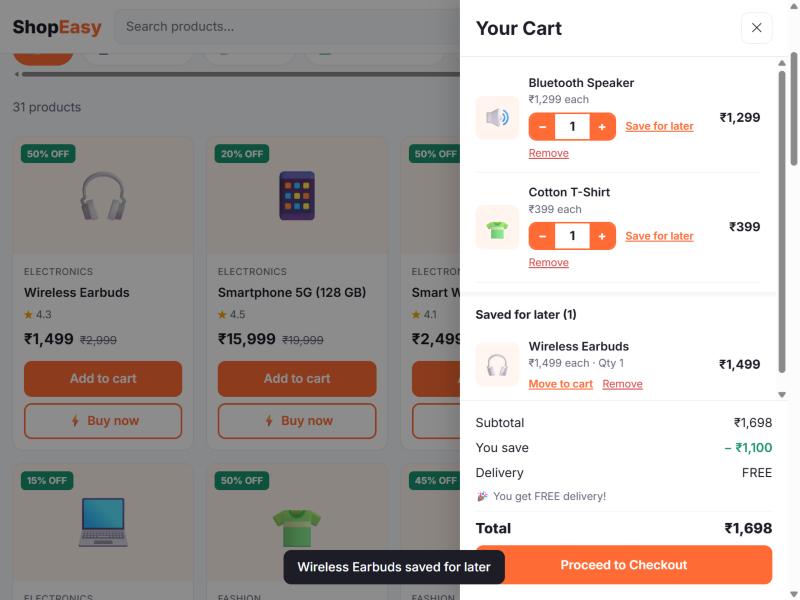 ShopEasy
Search products...
31 products
50% OFF
ELECTRONICS
Wireless Earbuds
★ 4.3
₹1,499 ₹2,999
Add to cart
Buy now
20% OFF
ELECTRONICS
Smartphone 5G (128 GB)
★ 4.5
₹15,999 ₹19,999
Add to cart
Buy now
50% OFF
ELECTRONICS
Smart W
★ 4.1
₹2,499
15% OFF
ELECTRONICS
50% OFF
FASHION
45% OFF
FASHION
Your Cart
Bluetooth Speaker
₹1,299 each
− 1 + Save for later
Remove
₹1,299
Cotton T-Shirt
₹399 each
− 1 + Save for later
Remove
₹399
Saved for later (1)
Wireless Earbuds
₹1,499 each · Qty 1
Move to cart Remove
₹1,499
Subtotal ₹1,698
You save − ₹1,100
Delivery FREE
You get FREE delivery!
Total ₹1,698
Proceed to Checkout
Wireless Earbuds saved for later